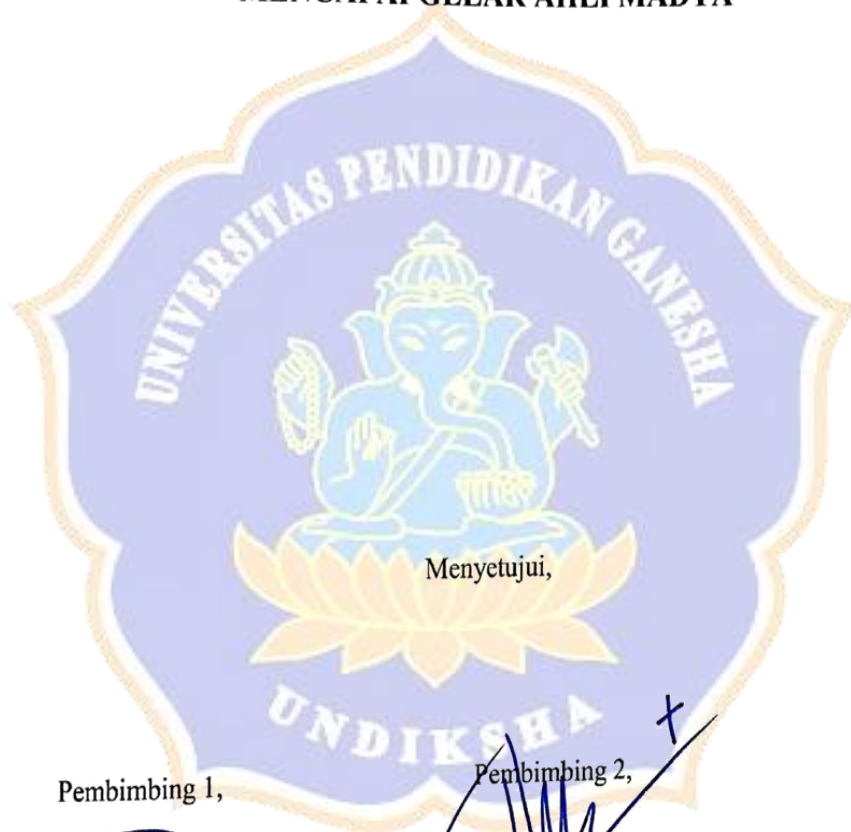 MENCAPAI GELAR AHLI MADYA
UNIVERSITAS PENDIDIKAN GANESHA
Menyetujui,
UNDIKSHA
Pembimbing 1,
Pembimbing 2,